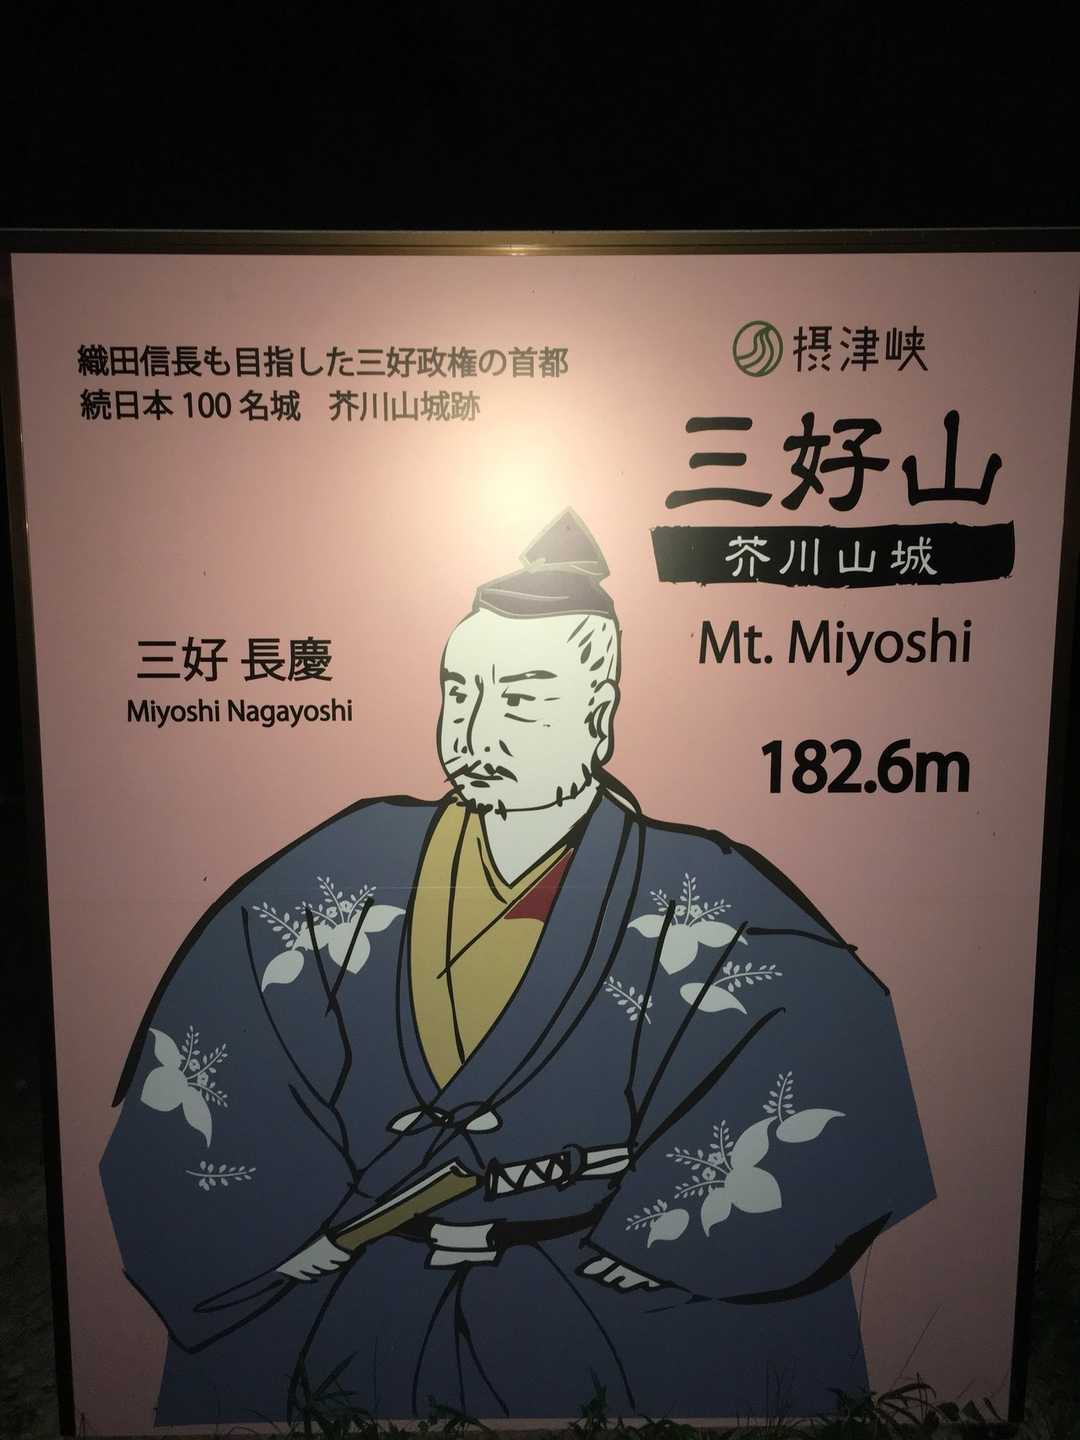 織田信長も目指した三好政権の首都
続日本100名城 芥川山城跡
摂津峡
三好山
芥川山城
Mt. Miyoshi
182.6m
三好 長慶
Miyoshi Nagayoshi